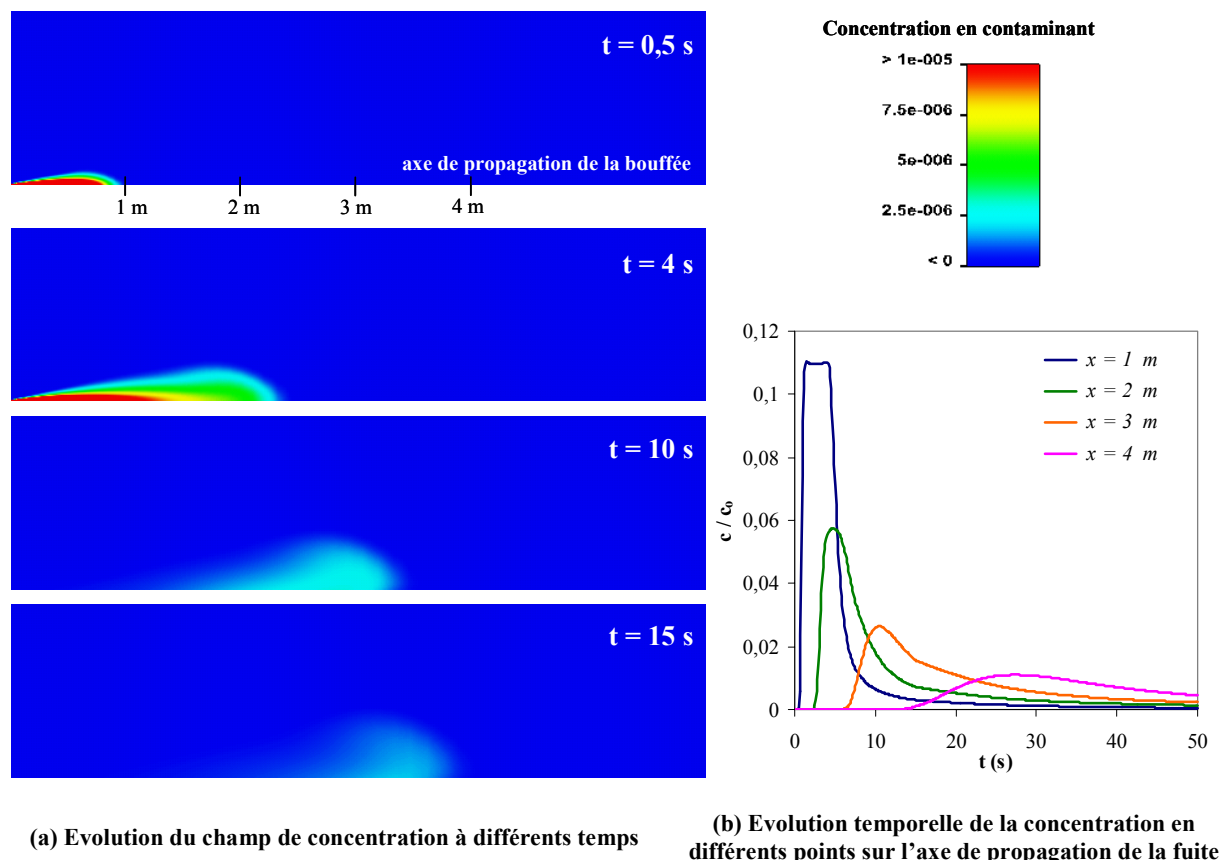 t = 0,5 s
axe de propagation de la bouffée
1 m
2 m
3 m
4 m
t = 4 s
t = 10 s
t = 15 s
(a) Evolution du champ de concentration à différents temps
Concentration en contaminant
> 1e-005
7.5e-006
5e-006
2.5e-006
< 0
0,12
0,1
0,08
0,06
0,04
0,02
0
c / c₀
x = 1 m
x = 2 m
x = 3 m
x = 4 m
0
10
20
30
40
50
t (s)
(b) Evolution temporelle de la concentration en
différents points sur l'axe de propagation de la fuite